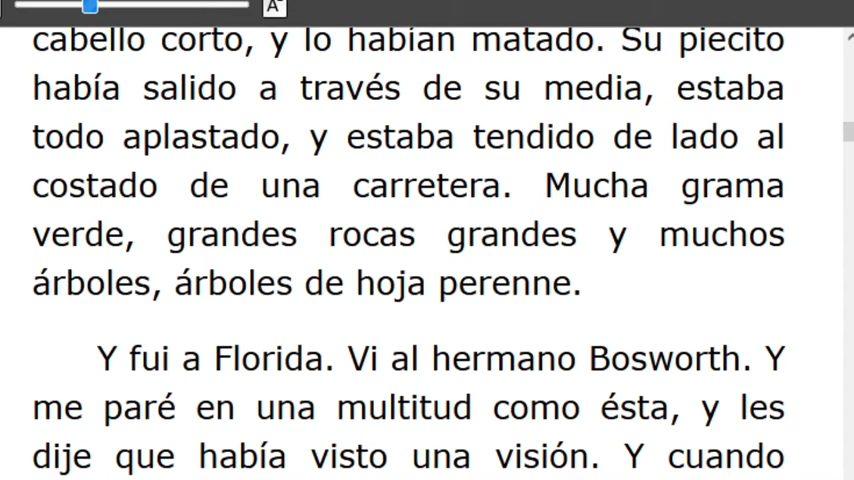 A
cabello corto, y lo habían matado. Su piecito
había salido a través de su media, estaba
todo aplastado, y estaba tendido de lado al
costado de una carretera. Mucha grama
verde, grandes rocas grandes y muchos
árboles, árboles de hoja perenne.
Y fui a Florida. Vi al hermano Bosworth. Y
me paré en una multitud como ésta, y les
dije que había visto una visión. Y cuando